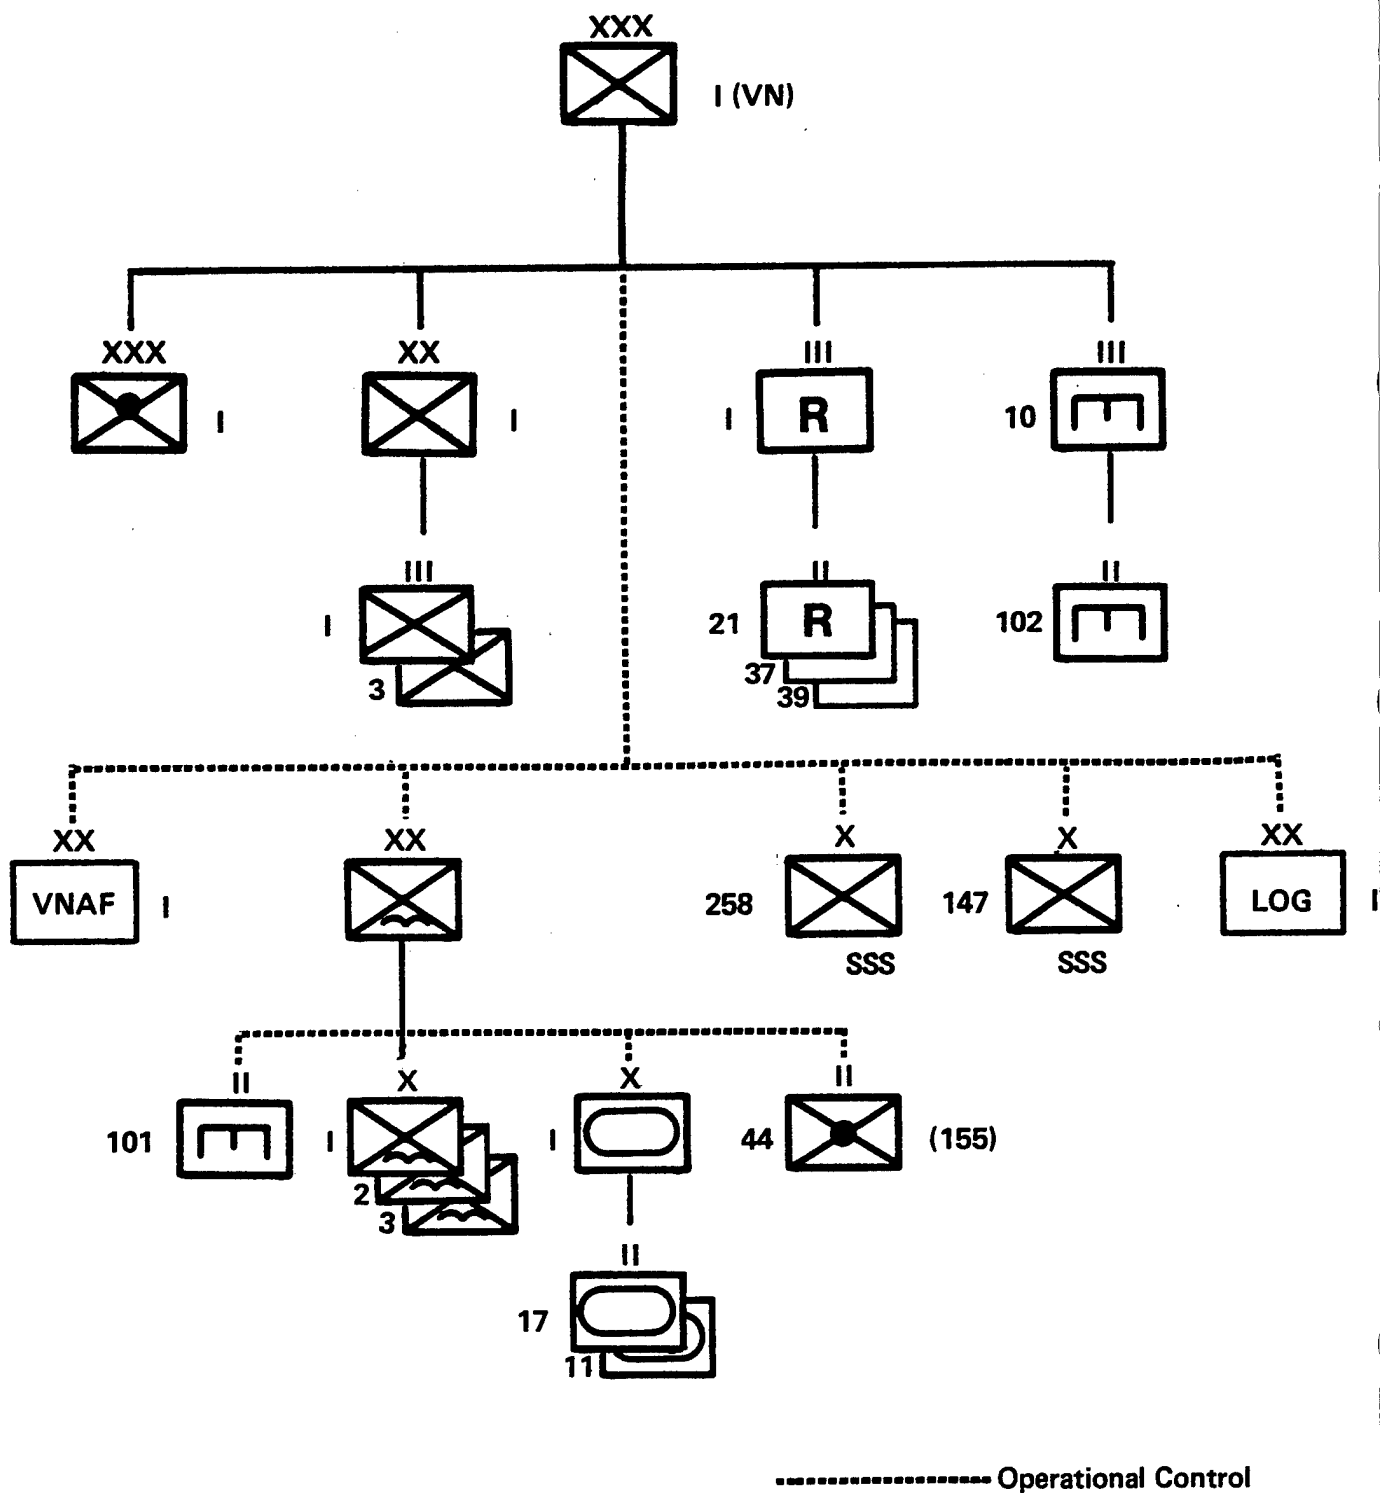 XXX
I (VN)
XXX
XX
III
III
I
I
I
R
10
III
II
II
I
21
R
102
3
37
39
XX
XX
X
X
XX
VNAF
I
258
147
LOG
I
SSS
SSS
II
X
X
II
101
I
I
44
(155)
2
3
II
17
11
Operational Control